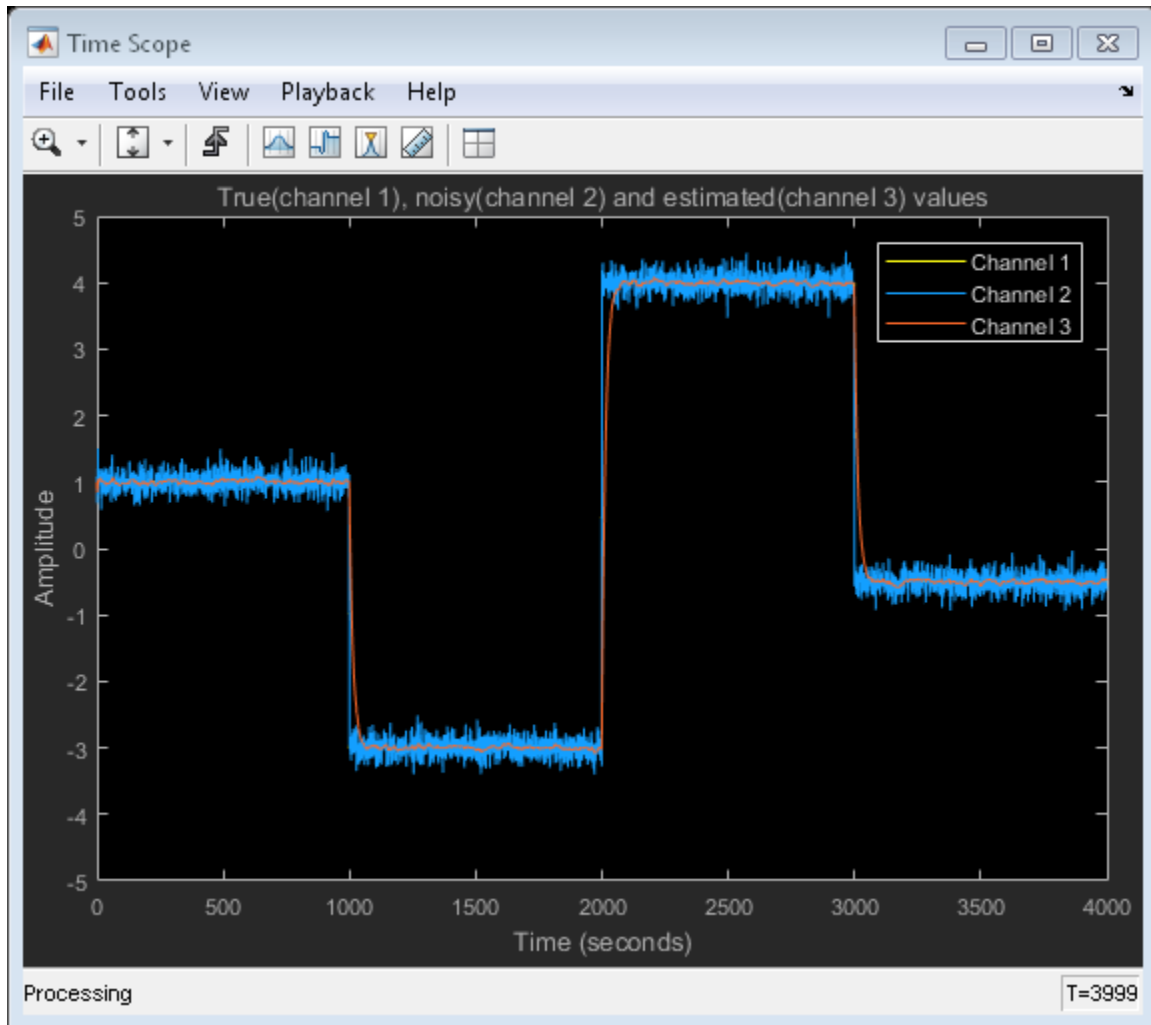 Time Scope
File Tools View Playback Help
True(channel 1), noisy(channel 2) and estimated(channel 3) values
5
4
3
2
1
0
-1
-2
-3
-4
-5
Amplitude
Channel 1
Channel 2
Channel 3
0 500 1000 1500 2000 2500 3000 3500 4000
Time (seconds)
Processing T=3999